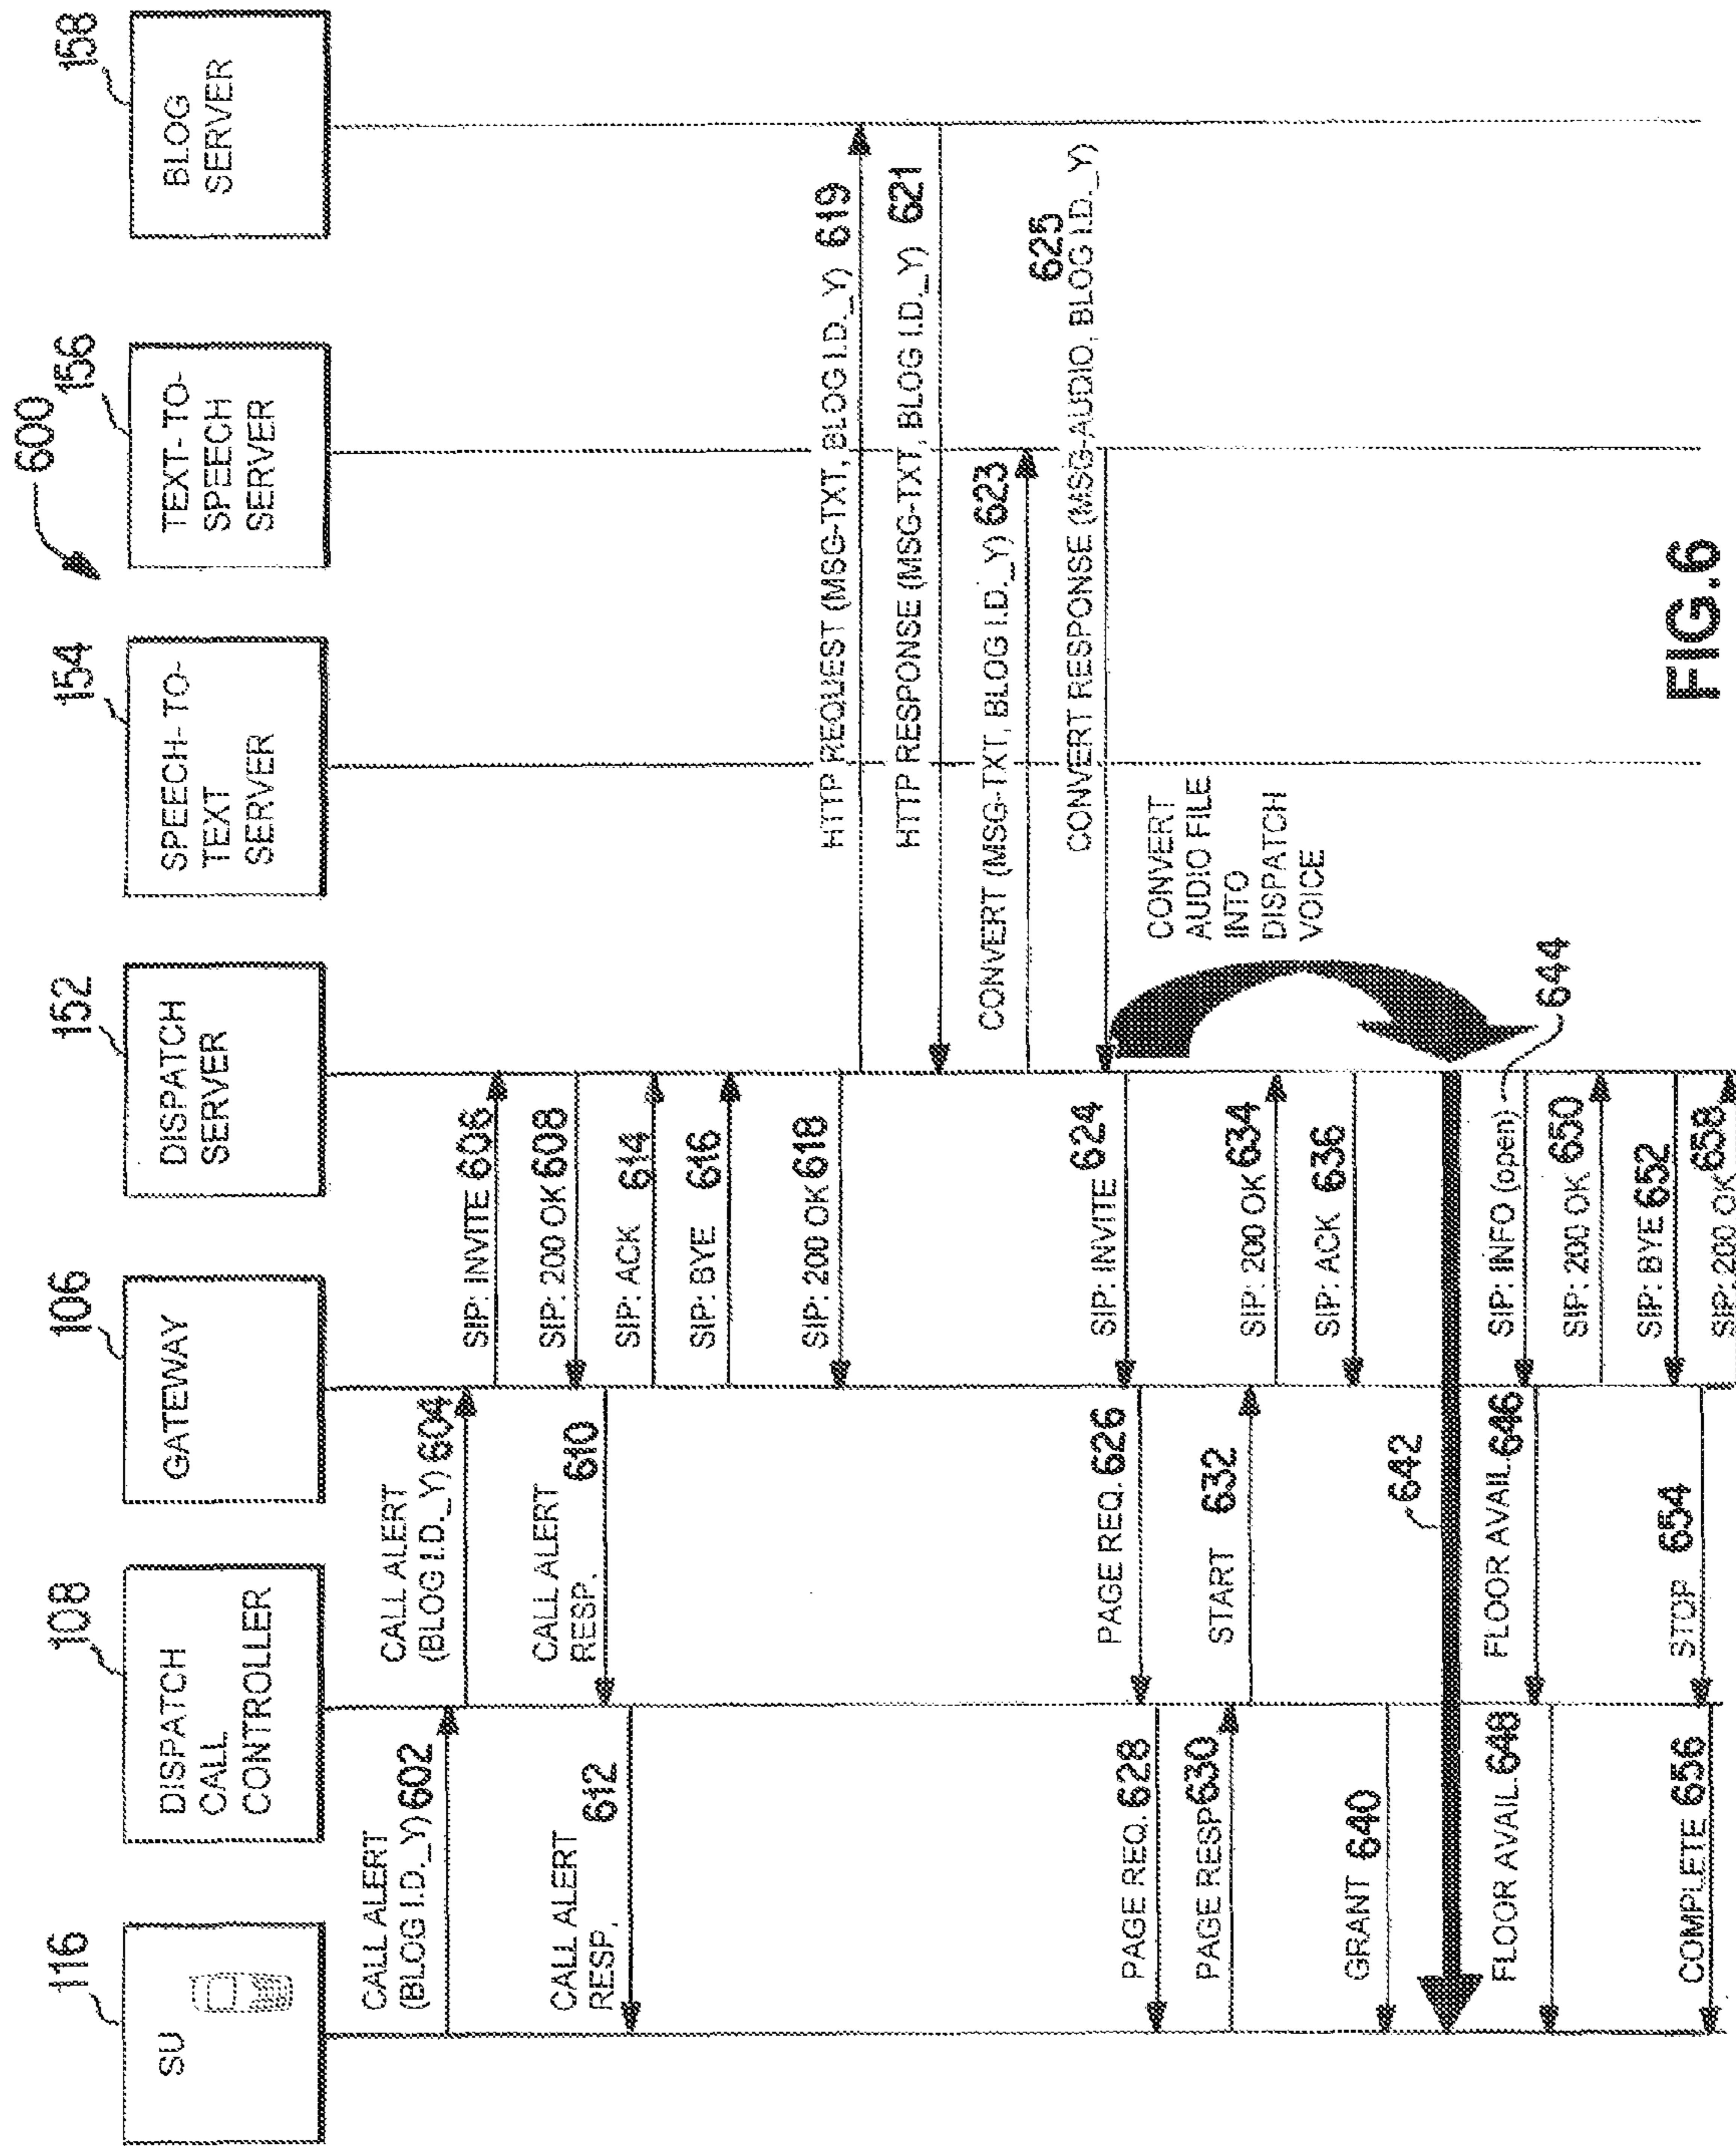 600
116
SU
108
DISPATCH
CALL
CONTROLLER
106
GATEWAY
152
DISPATCH
SERVER
154
SPEECH-TO-
TEXT
SERVER
156
TEXT-TO-
SPEECH
SERVER
158
BLOG
SERVER
CALL ALERT
(BLOG I.D._Y) 602
CALL ALERT
(BLOG I.D._Y) 604
SIP: INVITE 606
SIP: 200 OK 608
CALL ALERT
RESP. 610
CALL ALERT
RESP. 612
SIP: ACK 614
SIP: BYE 616
SIP: 200 OK 618
HTTP REQUEST (MSG-TXT, BLOG I.D._Y) 619
HTTP RESPONSE (MSG-TXT, BLOG I.D._Y) 621
CONVERT (MSG-TXT, BLOG I.D._Y) 623
625
CONVERT RESPONSE (MSG-AUDIO, BLOG I.D._Y)
SIP: INVITE 624
PAGE REQ. 626
PAGE REQ. 628
PAGE RESP 630
START 632
SIP: 200 OK 634
SIP: ACK 636
GRANT 640
CONVERT
AUDIO FILE
INTO
DISPATCH
VOICE
642
644
SIP: INFO (open)
FLOOR AVAIL. 646
FLOOR AVAIL. 648
SIP: 200 OK 650
SIP: BYE 652
STOP 654
COMPLETE 656
SIP: 200 OK 658
FIG.6